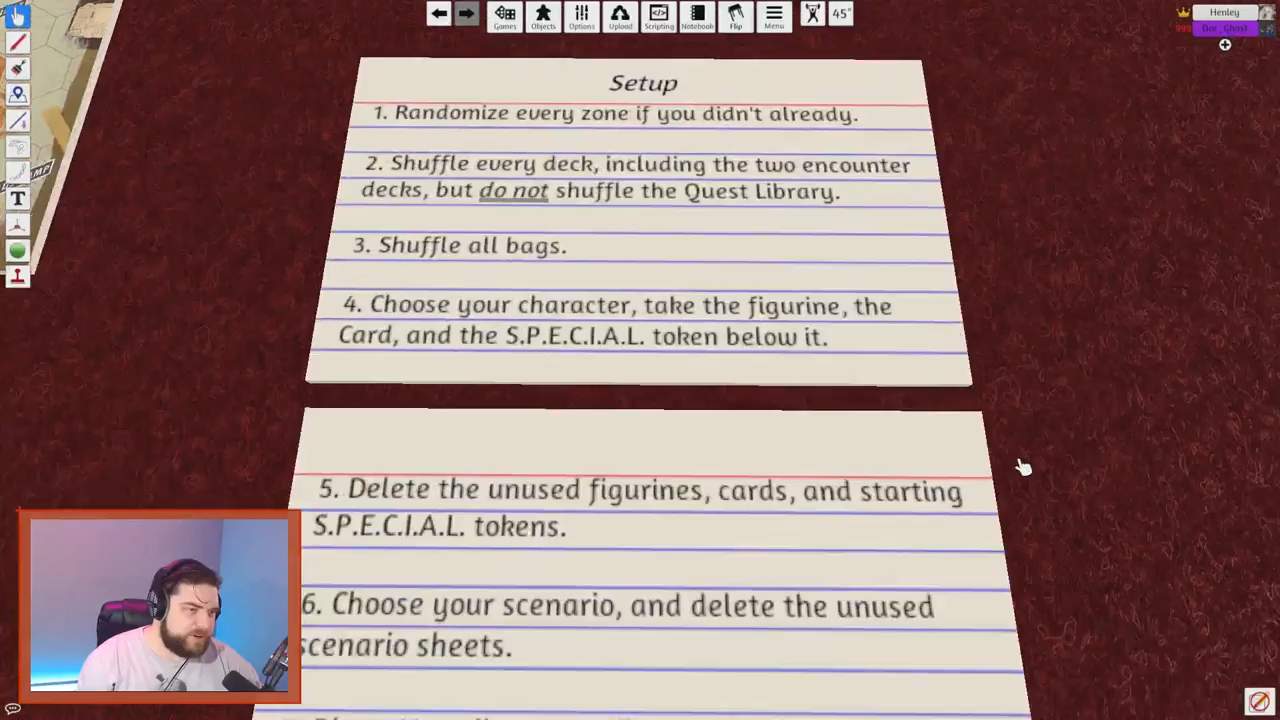 Games
Objects
Options
Upload
Scripting
Notebook
Flip
Menu
45°
Henley
Doc_Ghost
Setup
1. Randomize every zone if you didn't already.
2. Shuffle every deck, including the two encounter
decks, but do not shuffle the Quest Library.
3. Shuffle all bags.
4. Choose your character, take the figurine, the
Card, and the S.P.E.C.I.A.L. token below it.
5. Delete the unused figurines, cards, and starting
S.P.E.C.I.A.L. tokens.
6. Choose your scenario, and delete the unused
scenario sheets.